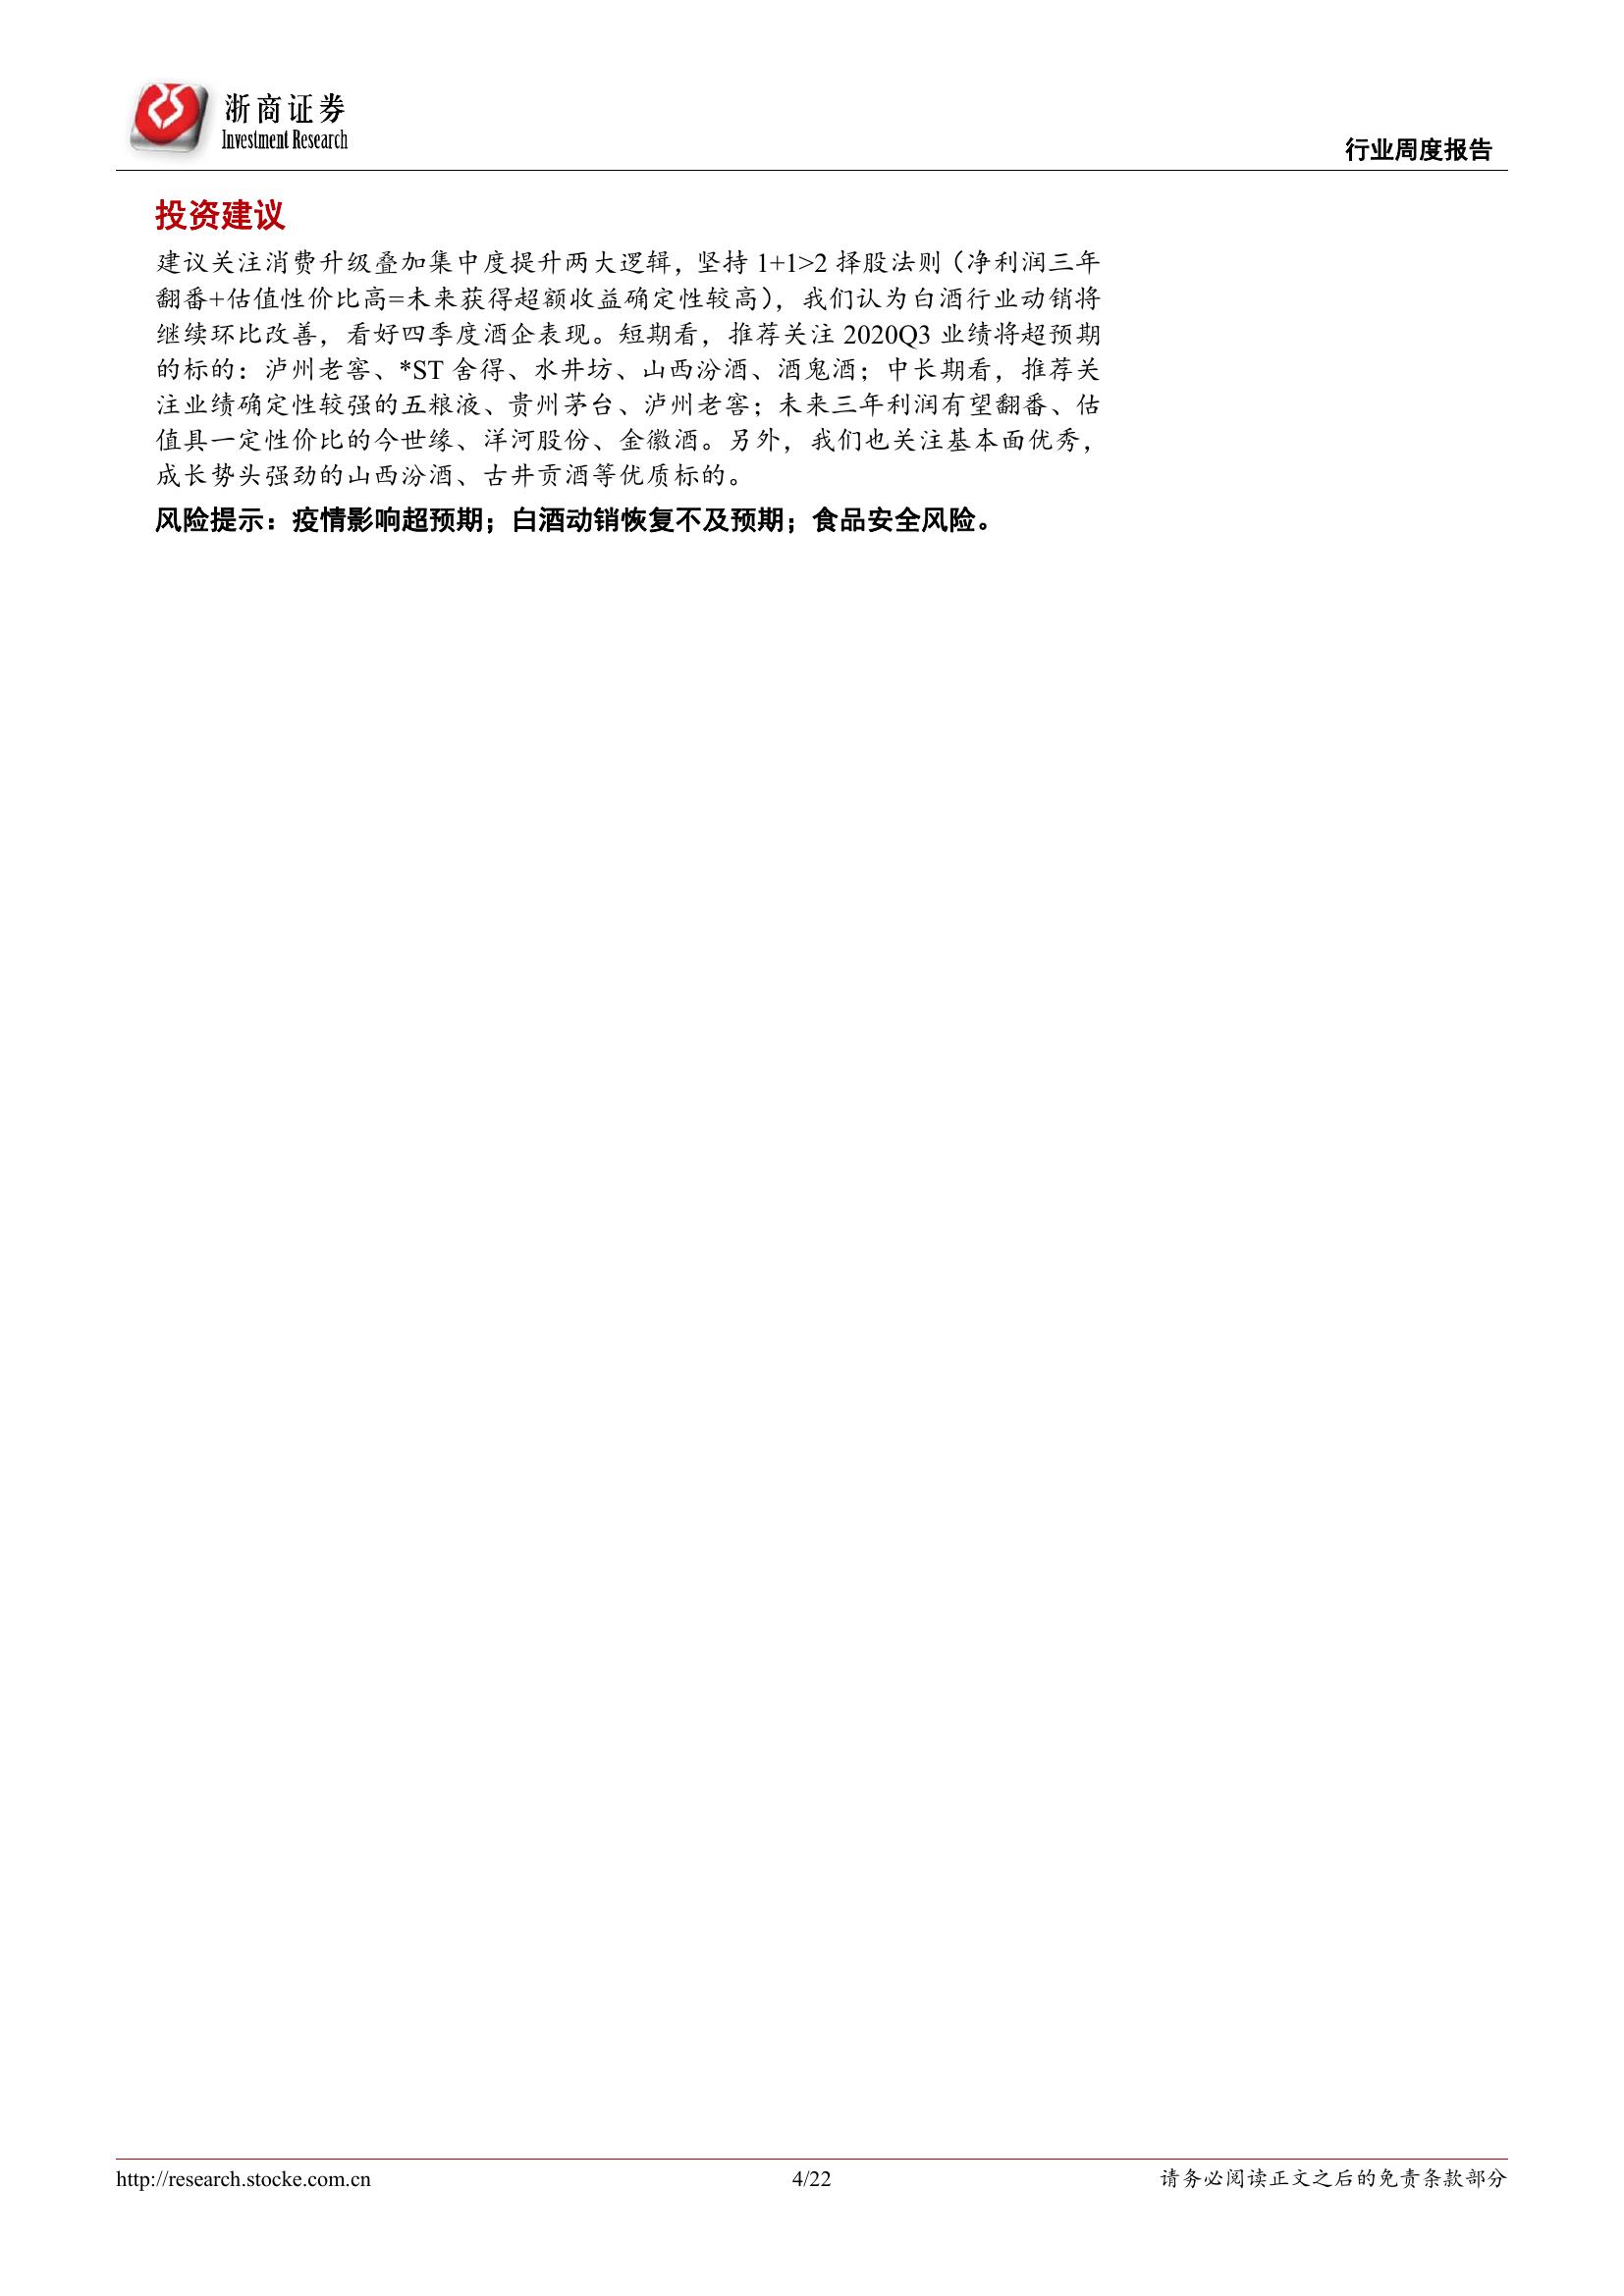 浙商证券
Investment Research
行业周度报告
投资建议
建议关注消费升级叠加集中度提升两大逻辑，坚持 1+1>2 择股法则（净利润三年
翻番+估值性价比高=未来获得超额收益确定性较高），我们认为白酒行业动销将
继续环比改善，看好四季度酒企表现。短期看，推荐关注 2020Q3 业绩将超预期
的标的：泸州老窖、*ST 舍得、水井坊、山西汾酒、酒鬼酒；中长期看，推荐关
注业绩确定性较强的五粮液、贵州茅台、泸州老窖；未来三年利润有望翻番、估
值具一定性价比的今世缘、洋河股份、金徽酒。另外，我们也关注基本面优秀，
成长势头强劲的山西汾酒、古井贡酒等优质标的。
风险提示：疫情影响超预期；白酒动销恢复不及预期；食品安全风险。
http://research.stocke.com.cn
4/22
请务必阅读正文之后的免责条款部分